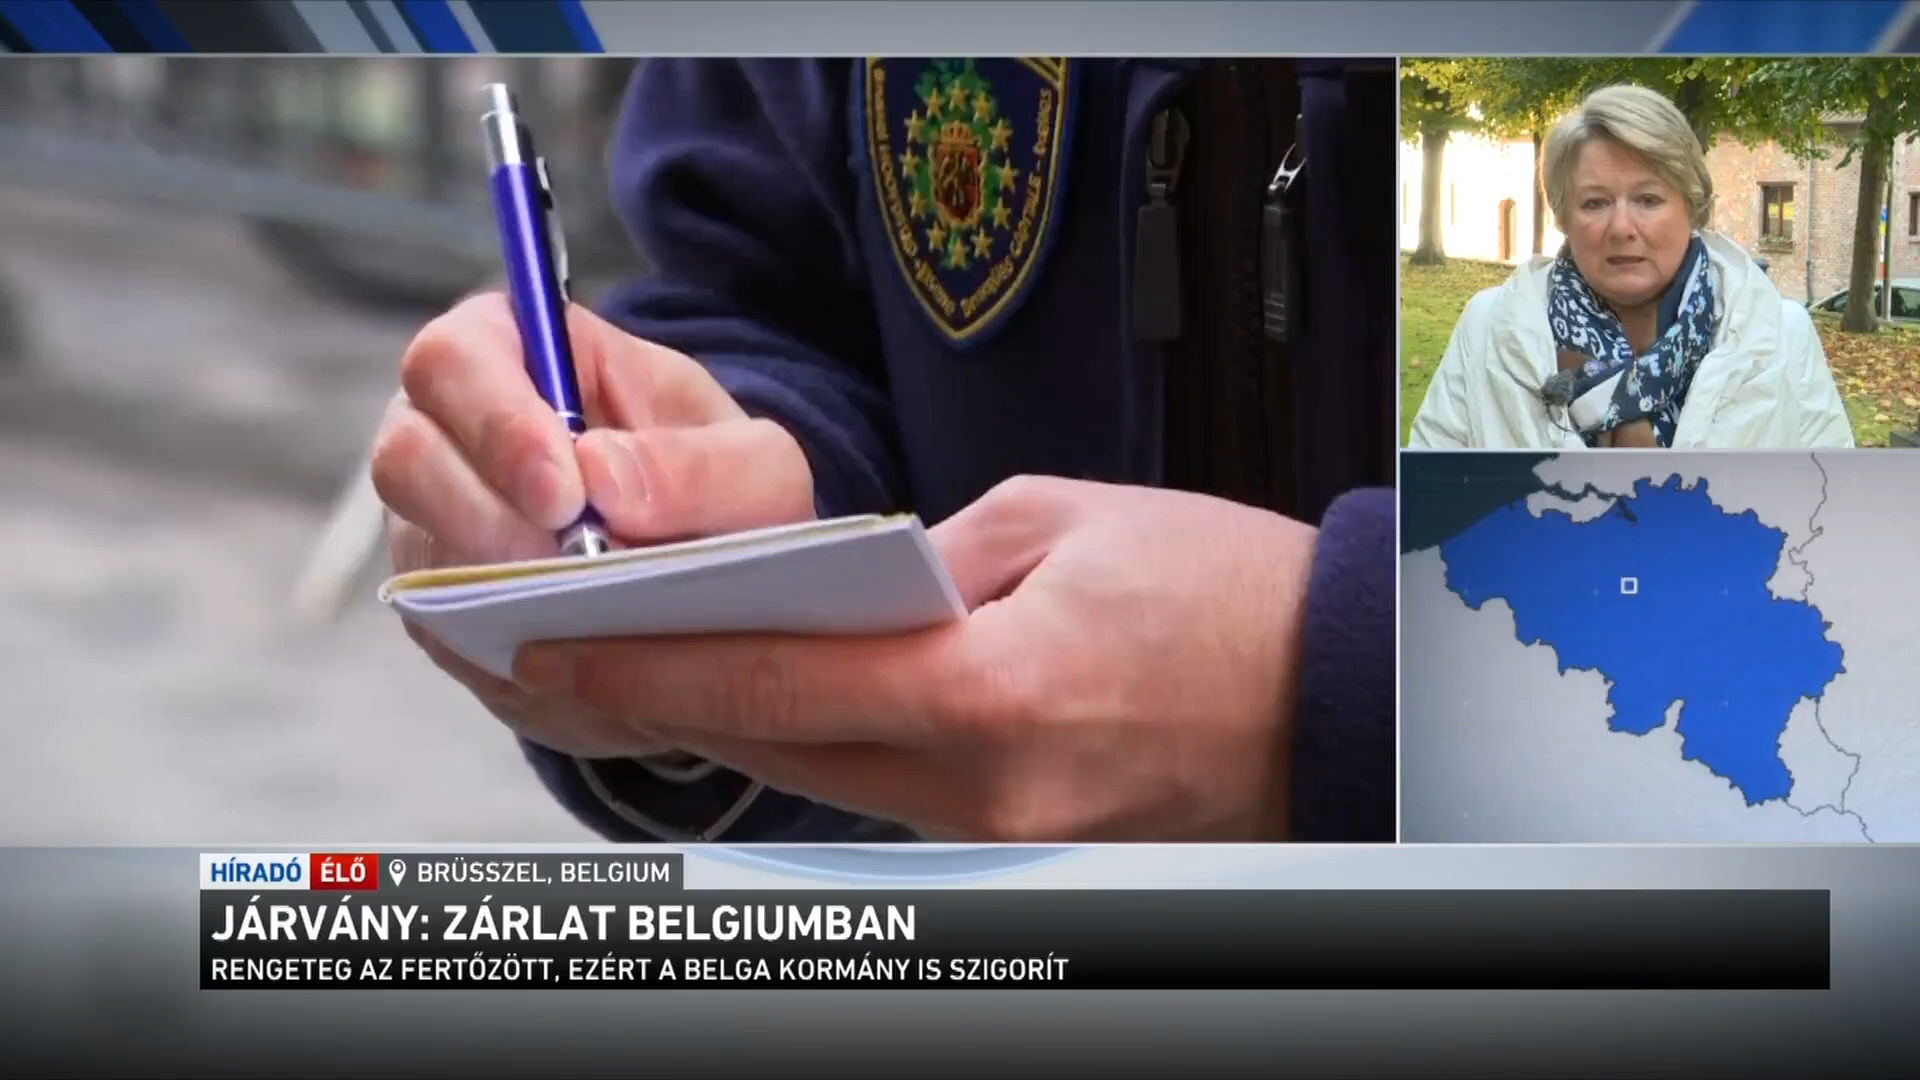 HÍRADÓ ÉLŐ BRÜSSZEL, BELGIUM
JÁRVÁNY: ZÁRLAT BELGIUMBAN
RENGETEG AZ FERTŐZÖTT, EZÉRT A BELGA KORMÁNY IS SZIGORÍT